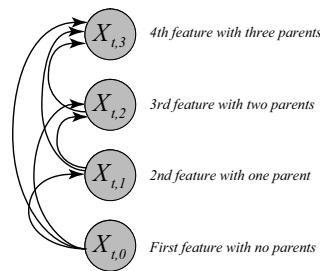 X_{t,3} 4th feature with three parents
X_{t,2} 3rd feature with two parents
X_{t,1} 2nd feature with one parent
X_{t,0} First feature with no parents